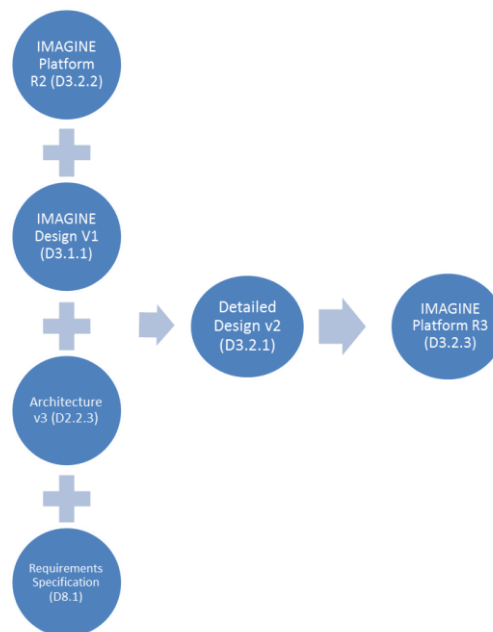 IMAGINE
Platform
R2 (D3.2.2)
IMAGINE
Design V1
(D3.1.1)
Detailed
Design v2
(D3.2.1)
IMAGINE
Platform R3
(D3.2.3)
Architecture
v3 (D2.2.3)
Requirements
Specification
(D8.1)